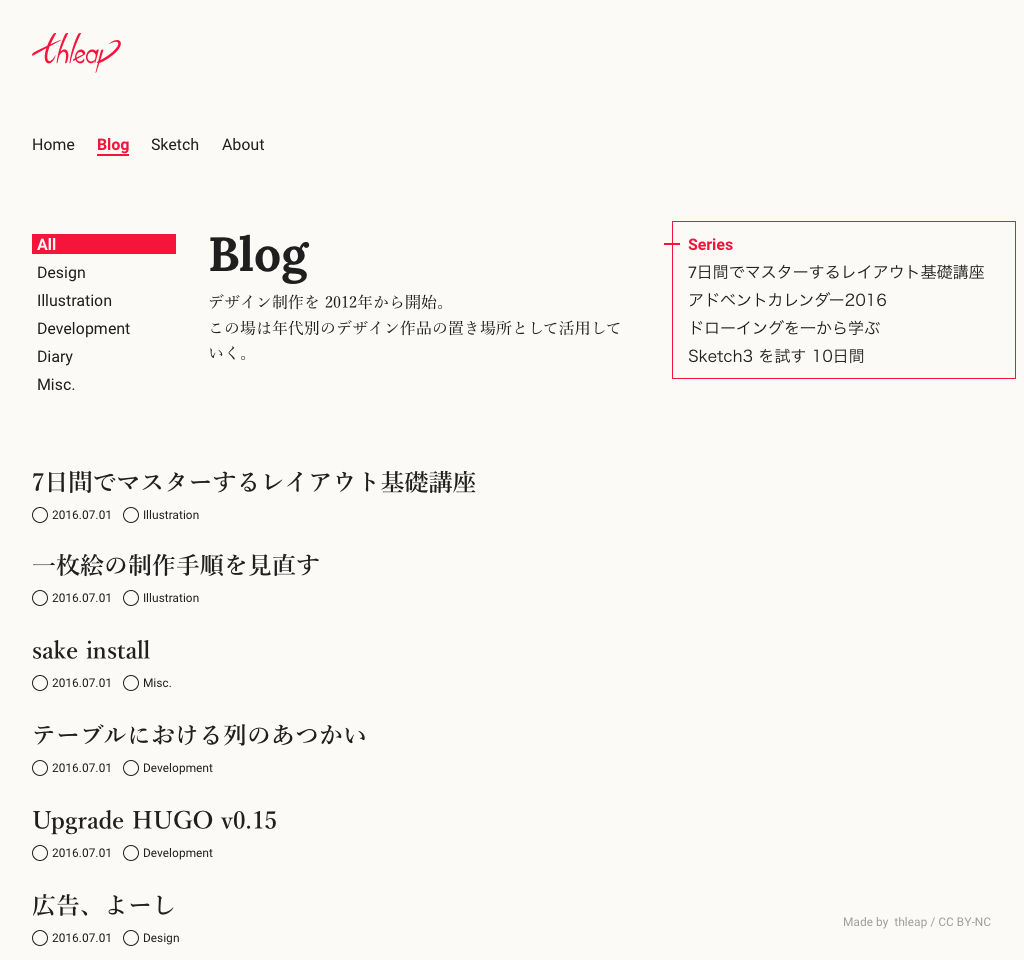 thleap
Home Blog Sketch About
All
Design
Illustration
Development
Diary
Misc.
Blog
デザイン制作を 2012年から開始。
この場は年代別のデザイン作品の置き場所として活用して
いく。
Series
7日間でマスターするレイアウト基礎講座
アドベントカレンダー2016
ドローイングを一から学ぶ
Sketch3 を試す 10日間
7日間でマスターするレイアウト基礎講座
2016.07.01 Illustration
一枚絵の制作手順を見直す
2016.07.01 Illustration
sake install
2016.07.01 Misc.
テーブルにおける列のあつかい
2016.07.01 Development
Upgrade HUGO v0.15
2016.07.01 Development
広告、よーし
2016.07.01 Design
Made by thleap / CC BY-NC